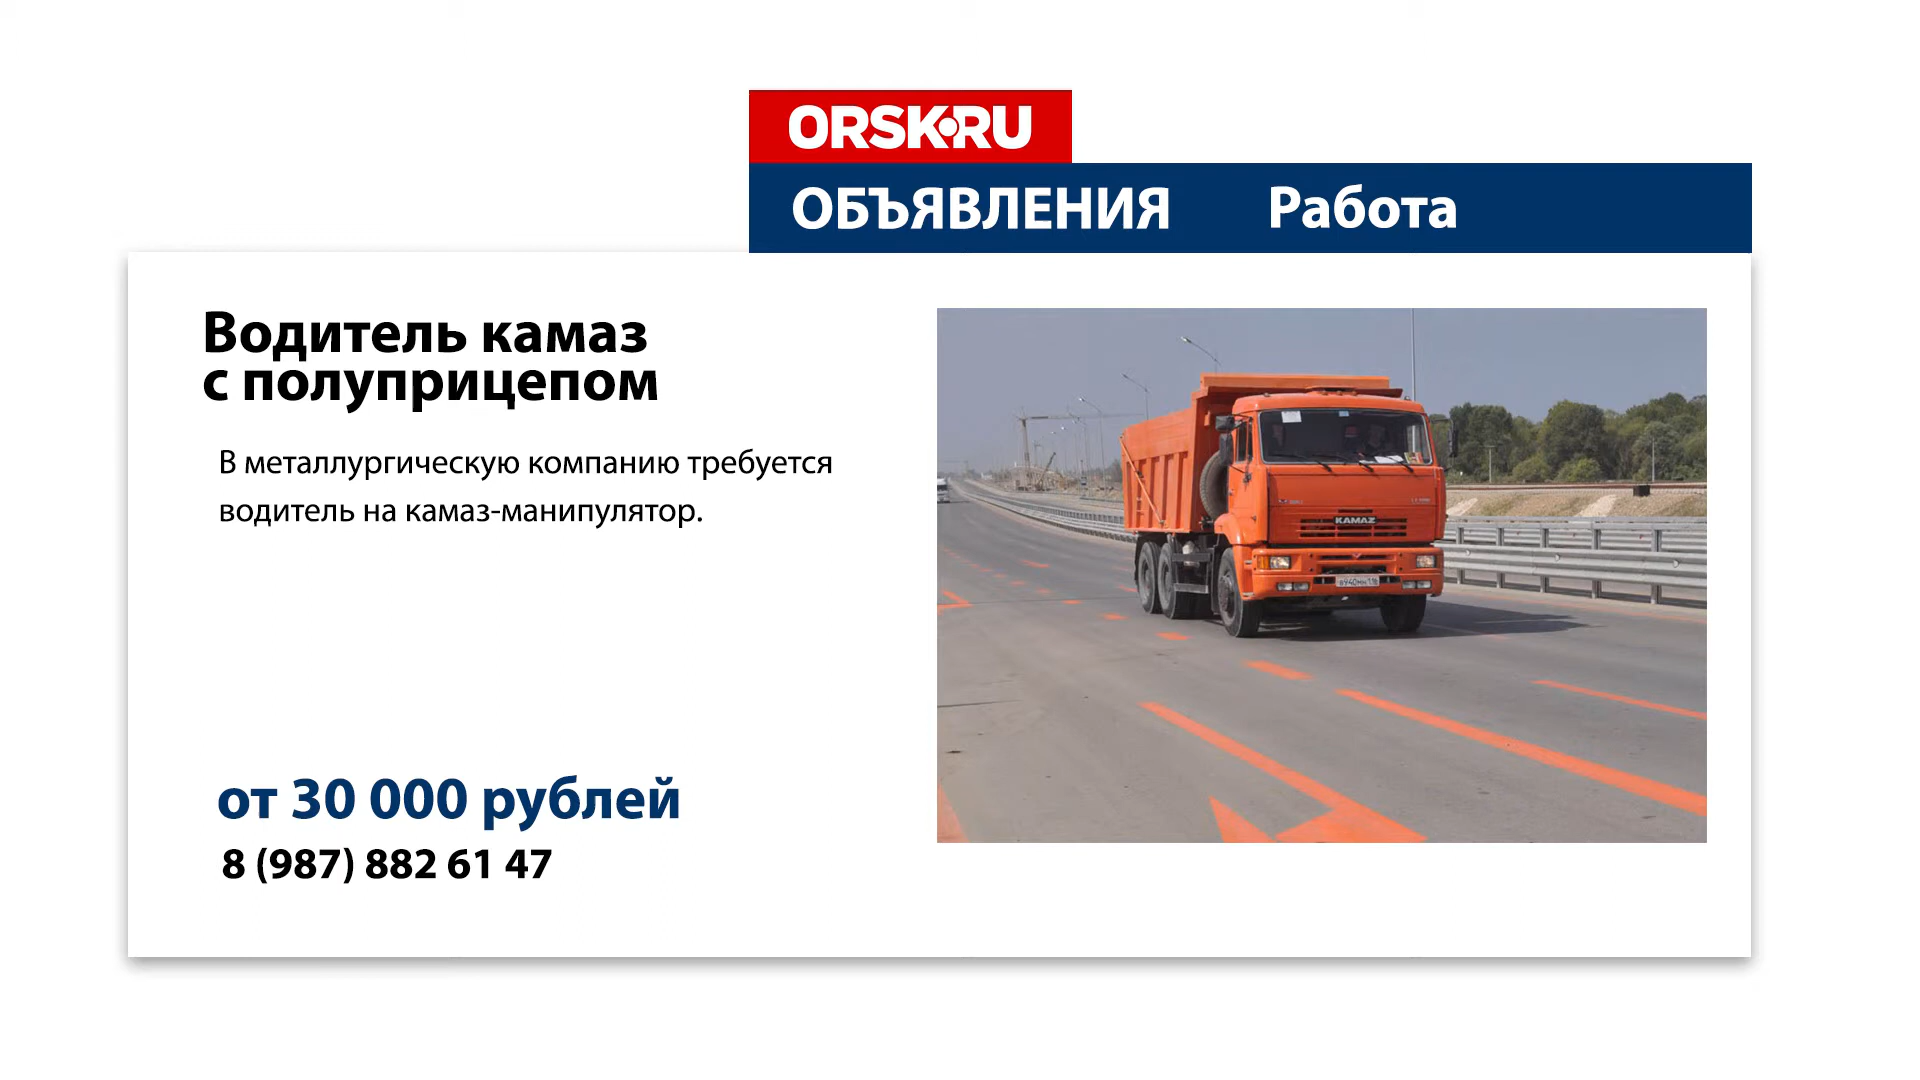 ORSK.RU
ОБЪЯВЛЕНИЯ Работа
Водитель камаз
с полуприцепом
В металлургическую компанию требуется
водитель на камаз-манипулятор.
от 30 000 рублей
8 (987) 882 61 47
KAMAZ